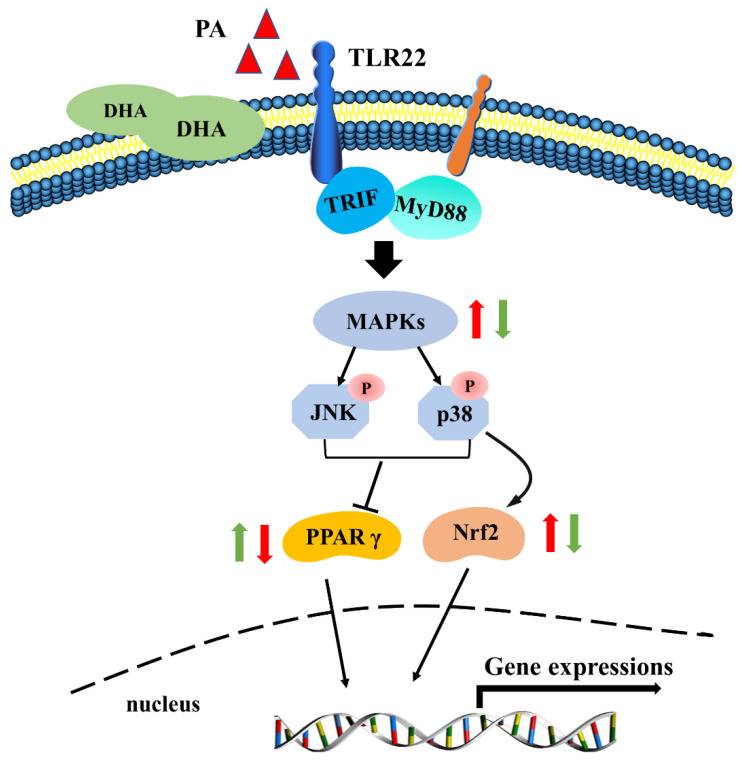 PA
TLR22
DHA
DHA
TRIF
MyD88
MAPKs
P
P
JNK
p38
PPAR γ
Nrf2
Gene expressions
nucleus